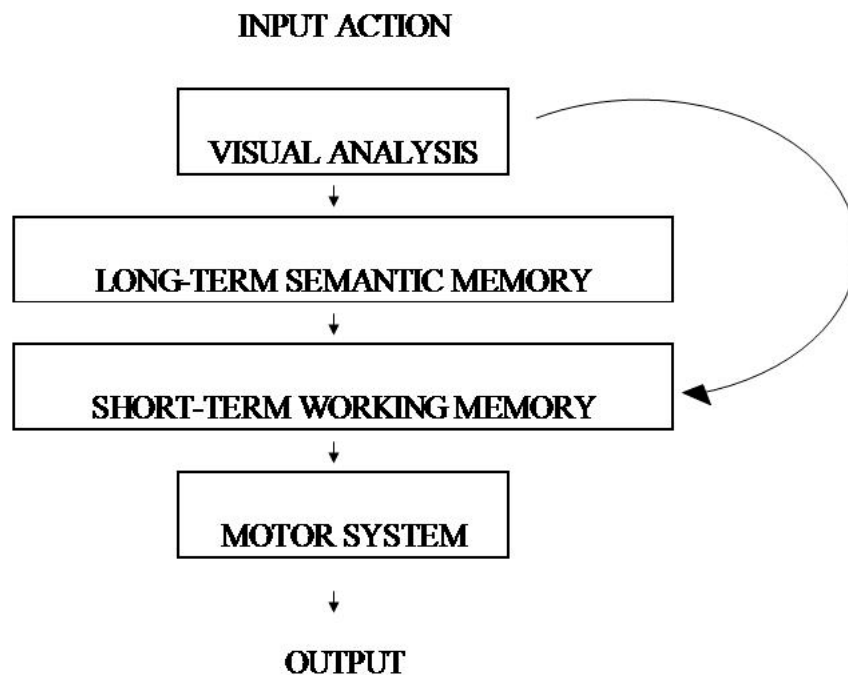 INPUT ACTION
VISUAL ANALYSIS
LONG-TERM SEMANTIC MEMORY
SHORT-TERM WORKING MEMORY
MOTOR SYSTEM
OUTPUT